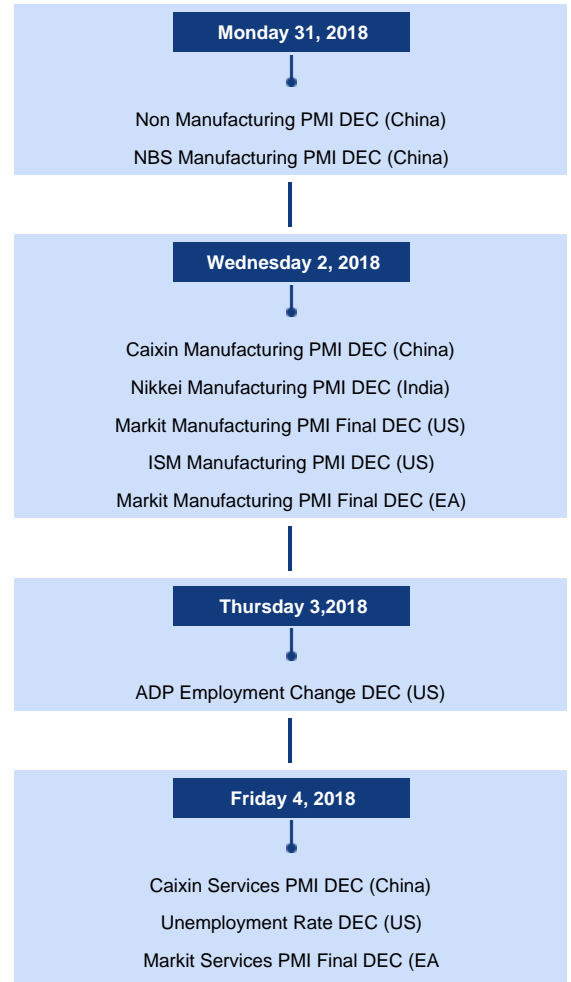 Monday 31, 2018
Non Manufacturing PMI DEC (China)
NBS Manufacturing PMI DEC (China)
Wednesday 2, 2018
Caixin Manufacturing PMI DEC (China)
Nikkei Manufacturing PMI DEC (India)
Markit Manufacturing PMI Final DEC (US)
ISM Manufacturing PMI DEC (US)
Markit Manufacturing PMI Final DEC (EA)
Thursday 3,2018
ADP Employment Change DEC (US)
Friday 4, 2018
Caixin Services PMI DEC (China)
Unemployment Rate DEC (US)
Markit Services PMI Final DEC (EA